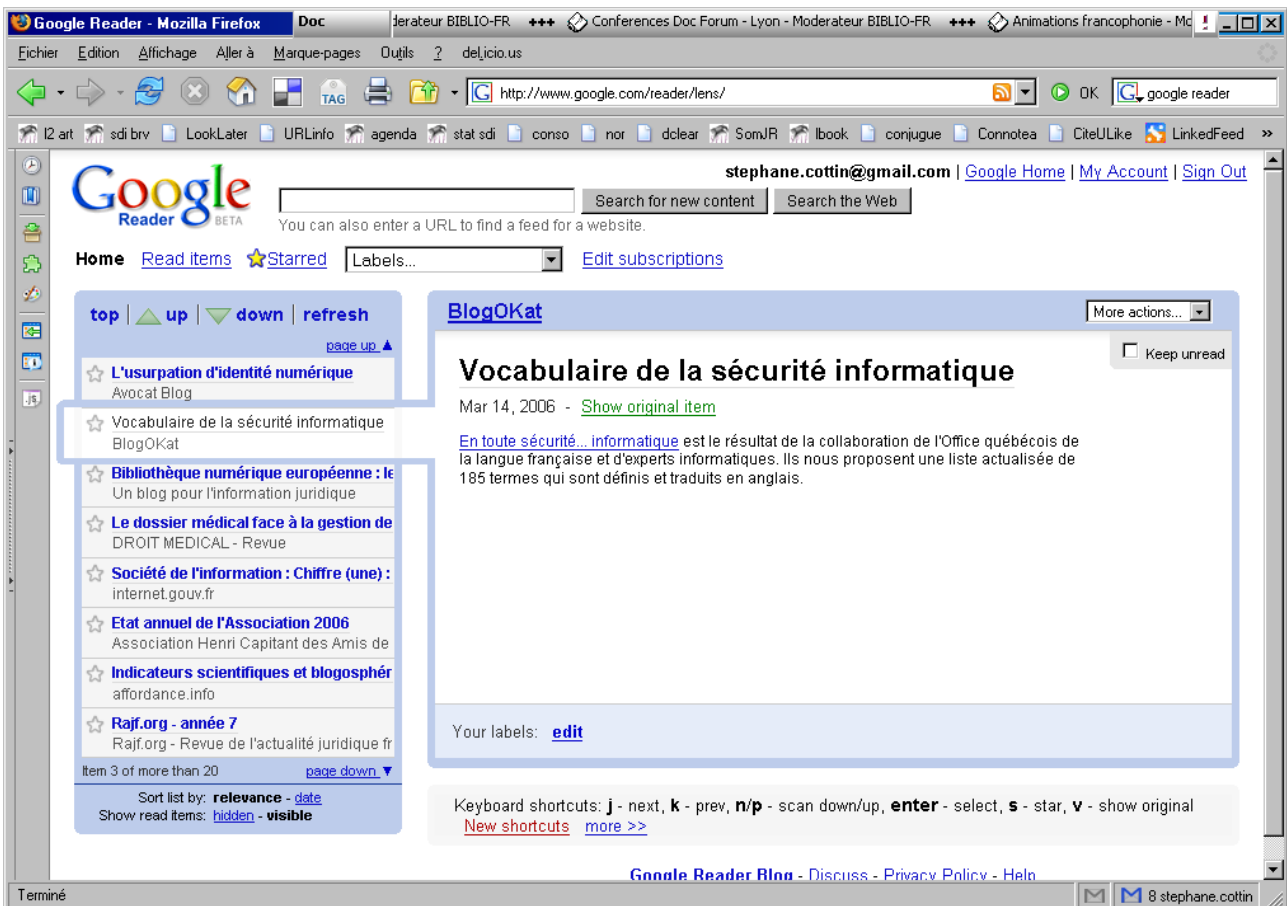 Google Reader - Mozilla Firefox
Doc
derateur BIBLIO-FR +++ Conferences Doc Forum - Lyon - Moderateur BIBLIO-FR +++ Animations francophonie - Mo
Fichier Edition Affichage Aller à Marque-pages Outils ? del.icio.us
TAG http://www.google.com/reader/lens/ OK google reader
l2 art sdi brv LookLater URLinfo agenda stat sdi conso nor dclear SomJR lbook conjugue Connotea CiteULike LinkedFeed »
stephane.cottin@gmail.com | Google Home | My Account | Sign Out
Google Reader BETA
Search for new content Search the Web
You can also enter a URL to find a feed for a website.
Home Read items Starred Labels... Edit subscriptions
top | up | down | refresh
page up
L'usurpation d'identité numérique
Avocat Blog
Vocabulaire de la sécurité informatique
BlogOKat
Bibliothèque numérique européenne : le
Un blog pour l'information juridique
Le dossier médical face à la gestion de
DROIT MEDICAL - Revue
Société de l'information : Chiffre (une) :
internet.gouv.fr
Etat annuel de l'Association 2006
Association Henri Capitant des Amis de
Indicateurs scientifiques et blogosphér
affordance.info
Rajf.org - année 7
Rajf.org - Revue de l'actualité juridique fr
Item 3 of more than 20 page down
Sort list by: relevance - date
Show read items: hidden - visible
BlogOKat
More actions...
Keep unread
Vocabulaire de la sécurité informatique
Mar 14, 2006 - Show original item
En toute sécurité... informatique est le résultat de la collaboration de l'Office québécois de
la langue française et d'experts informatiques. Ils nous proposent une liste actualisée de
185 termes qui sont définis et traduits en anglais.
Your labels: edit
Keyboard shortcuts: j - next, k - prev, n/p - scan down/up, enter - select, s - star, v - show original
New shortcuts more >>
Google Reader Blog - Discuss - Privacy Policy - Help
Terminé
8 stephane.cottin